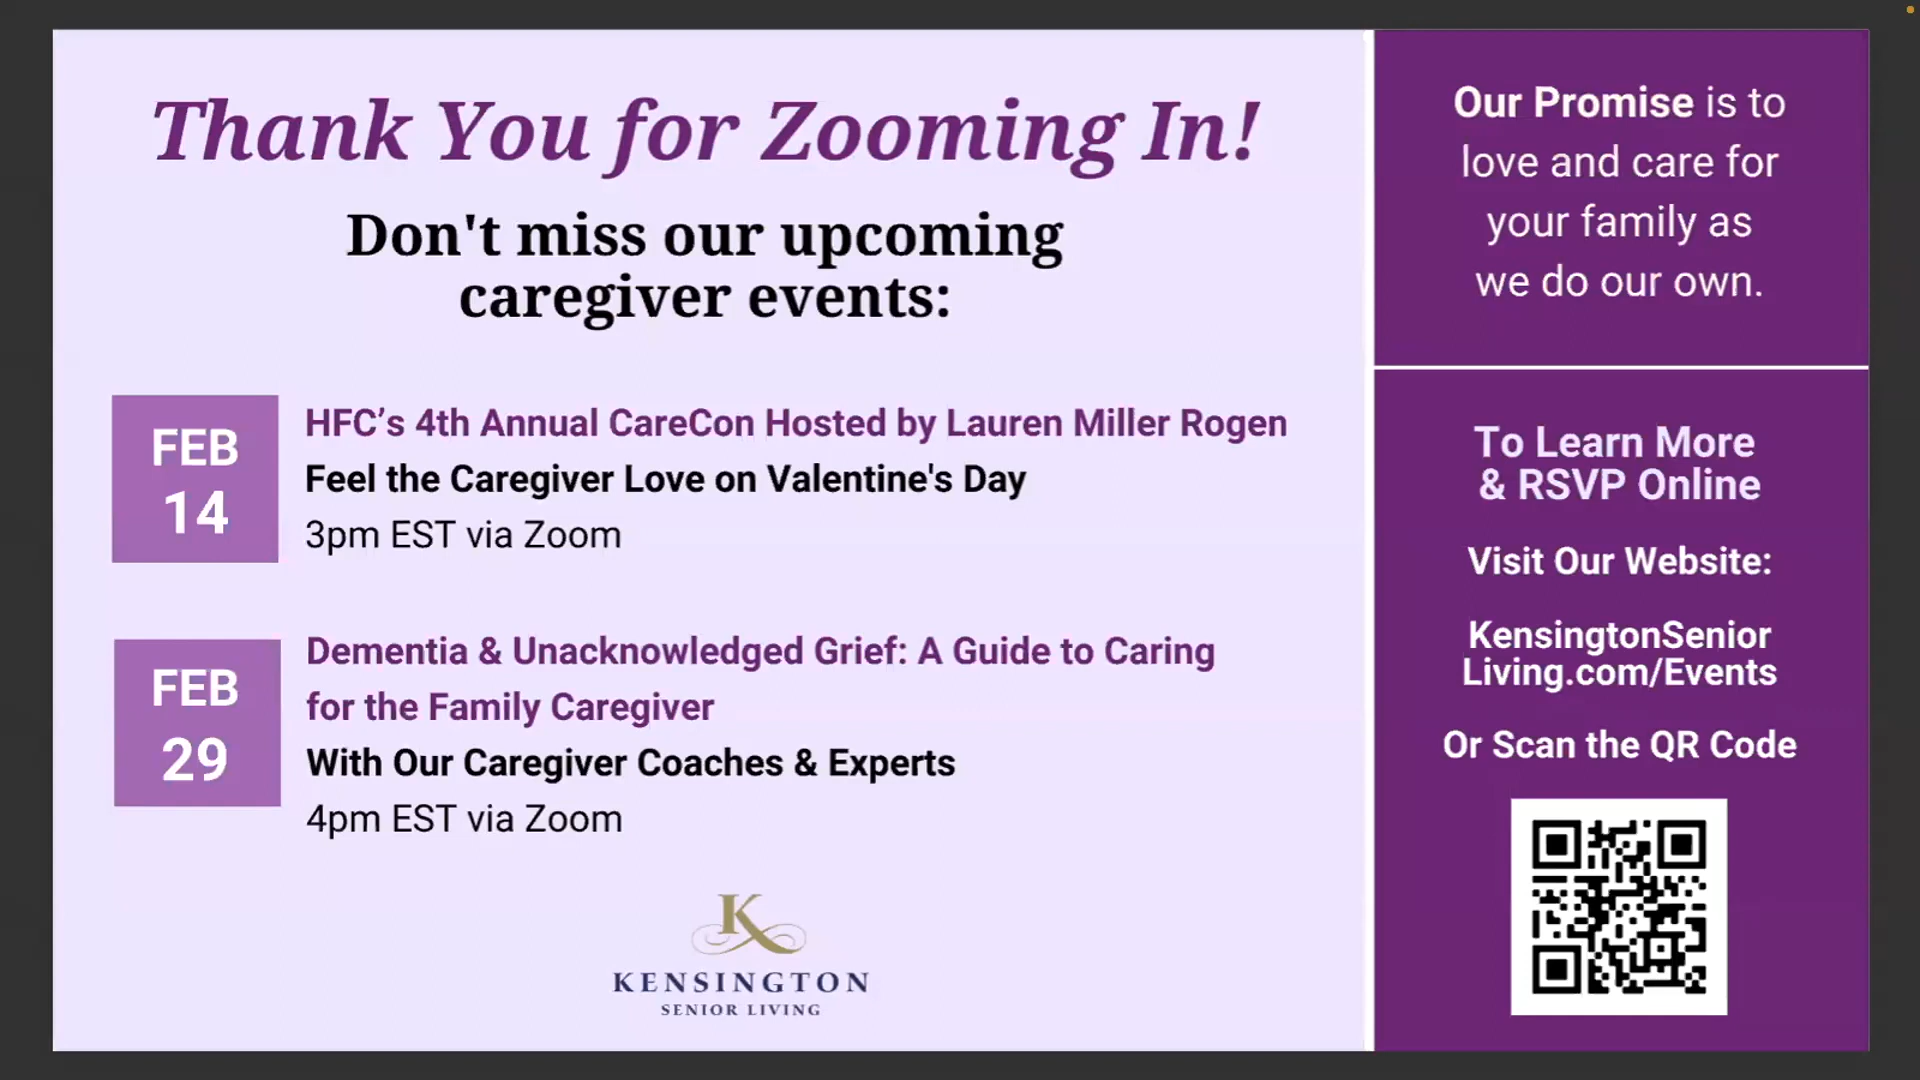 Thank You for Zooming In!
Don't miss our upcoming
caregiver events:
FEB
14
HFC’s 4th Annual CareCon Hosted by Lauren Miller Rogen
Feel the Caregiver Love on Valentine's Day
3pm EST via Zoom
FEB
29
Dementia & Unacknowledged Grief: A Guide to Caring
for the Family Caregiver
With Our Caregiver Coaches & Experts
4pm EST via Zoom
K
KENSINGTON
SENIOR LIVING
Our Promise is to
love and care for
your family as
we do our own.
To Learn More
& RSVP Online
Visit Our Website:
KensingtonSenior
Living.com/Events
Or Scan the QR Code